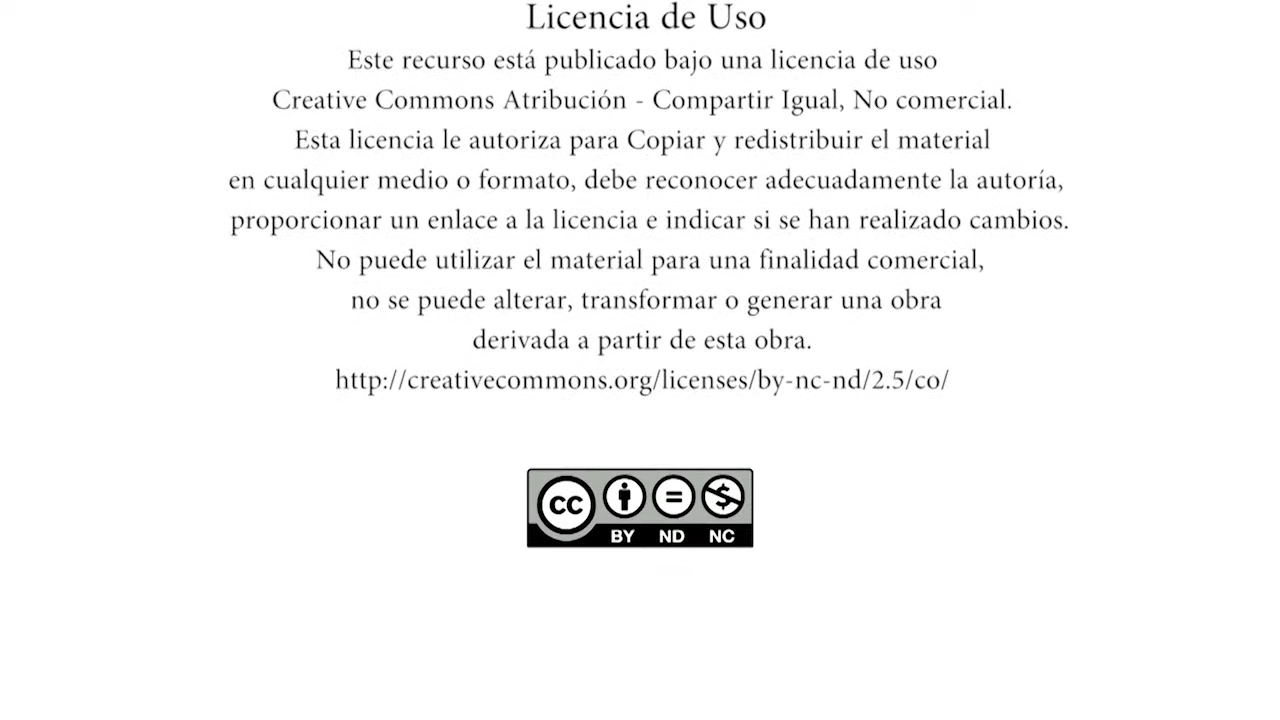 Licencia de Uso
Este recurso está publicado bajo una licencia de uso
Creative Commons Atribución - Compartir Igual, No comercial.
Esta licencia le autoriza para Copiar y redistribuir el material
en cualquier medio o formato, debe reconocer adecuadamente la autoría,
proporcionar un enlace a la licencia e indicar si se han realizado cambios.
No puede utilizar el material para una finalidad comercial,
no se puede alterar, transformar o generar una obra
derivada a partir de esta obra.
http://creativecommons.org/licenses/by-nc-nd/2.5/co/
CC
BY ND NC